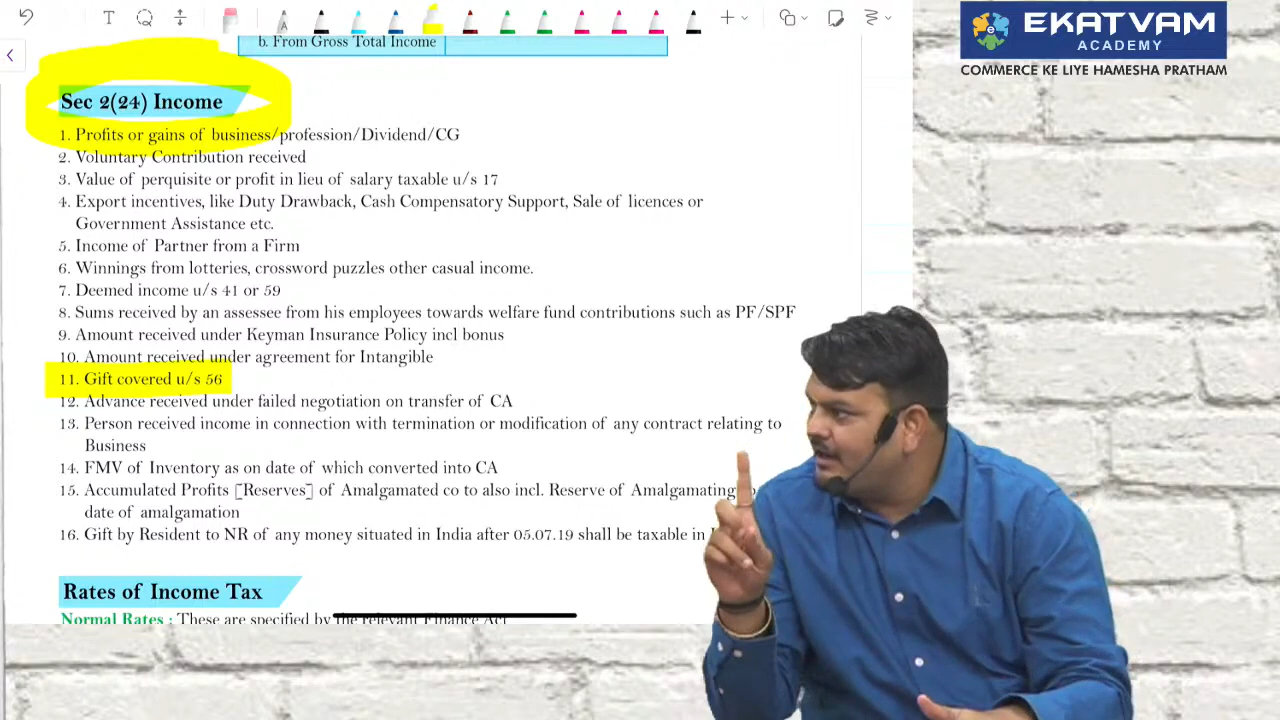 b. From Gross Total Income
EKATVAM
ACADEMY
COMMERCE KE LIYE HAMESHA PRATHAM
Sec 2(24) Income
1. Profits or gains of business/profession/Dividend/CG
2. Voluntary Contribution received
3. Value of perquisite or profit in lieu of salary taxable u/s 17
4. Export incentives, like Duty Drawback, Cash Compensatory Support, Sale of licences or
Government Assistance etc.
5. Income of Partner from a Firm
6. Winnings from lotteries, crossword puzzles other casual income.
7. Deemed income u/s 41 or 59
8. Sums received by an assessee from his employees towards welfare fund contributions such as PF/SPF
9. Amount received under Keyman Insurance Policy incl bonus
10. Amount received under agreement for Intangible
11. Gift covered u/s 56
12. Advance received under failed negotiation on transfer of CA
13. Person received income in connection with termination or modification of any contract relating to
Business
14. FMV of Inventory as on date of which converted into CA
15. Accumulated Profits [Reserves] of Amalgamated co to also incl. Reserve of Amalgamating
date of amalgamation
16. Gift by Resident to NR of any money situated in India after 05.07.19 shall be taxable in
Rates of Income Tax
Normal Rates : These are specified by the relevant Finance Act